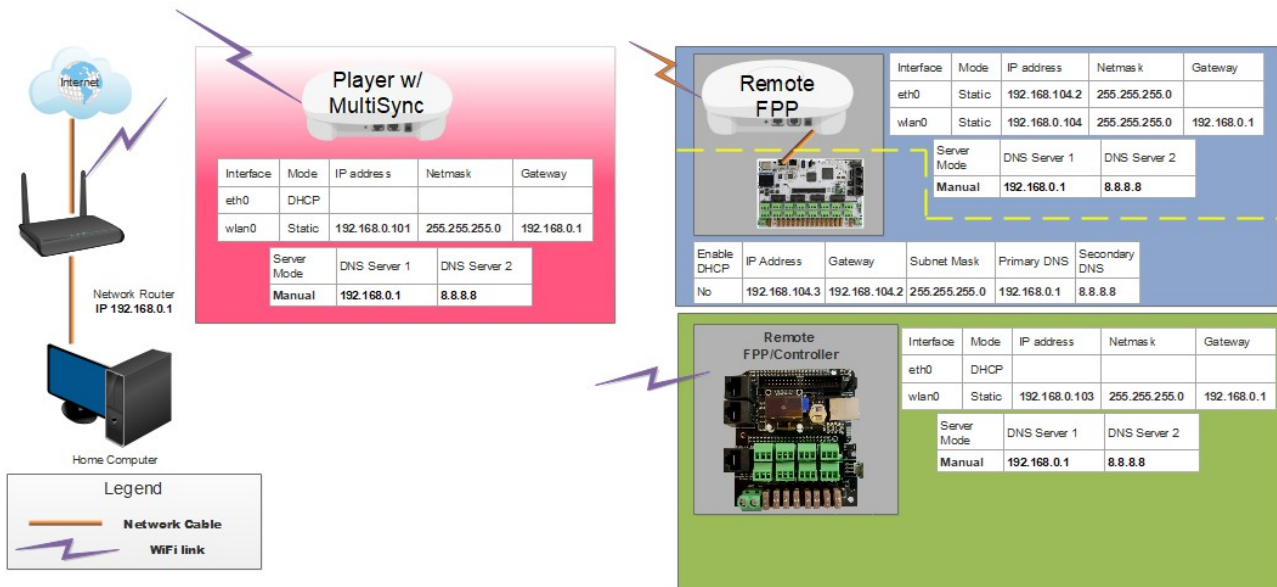 Internet
Network Router
IP 192.168.0.1
Home Computer
Legend
Network Cable
WiFi link
Player w/
MultiSync
Interface Mode IP address Netmask Gateway
eth0 DHCP
wlan0 Static 192.168.0.101 255.255.255.0 192.168.0.1
Server
Mode DNS Server 1 DNS Server 2
Manual 192.168.0.1 8.8.8.8
Remote
FPP
Interface Mode IP address Netmask Gateway
eth0 Static 192.168.104.2 255.255.255.0
wlan0 Static 192.168.0.104 255.255.255.0 192.168.0.1
Server
Mode DNS Server 1 DNS Server 2
Manual 192.168.0.1 8.8.8.8
Enable
DHCP IP Address Gateway Subnet Mask Primary DNS Secondary
DNS
No 192.168.104.3 192.168.104.2 255.255.255.0 192.168.0.1 8.8.8.8
Remote
FPP/Controller
Interface Mode IP address Netmask Gateway
eth0 DHCP
wlan0 Static 192.168.0.103 255.255.255.0 192.168.0.1
Server
Mode DNS Server 1 DNS Server 2
Manual 192.168.0.1 8.8.8.8